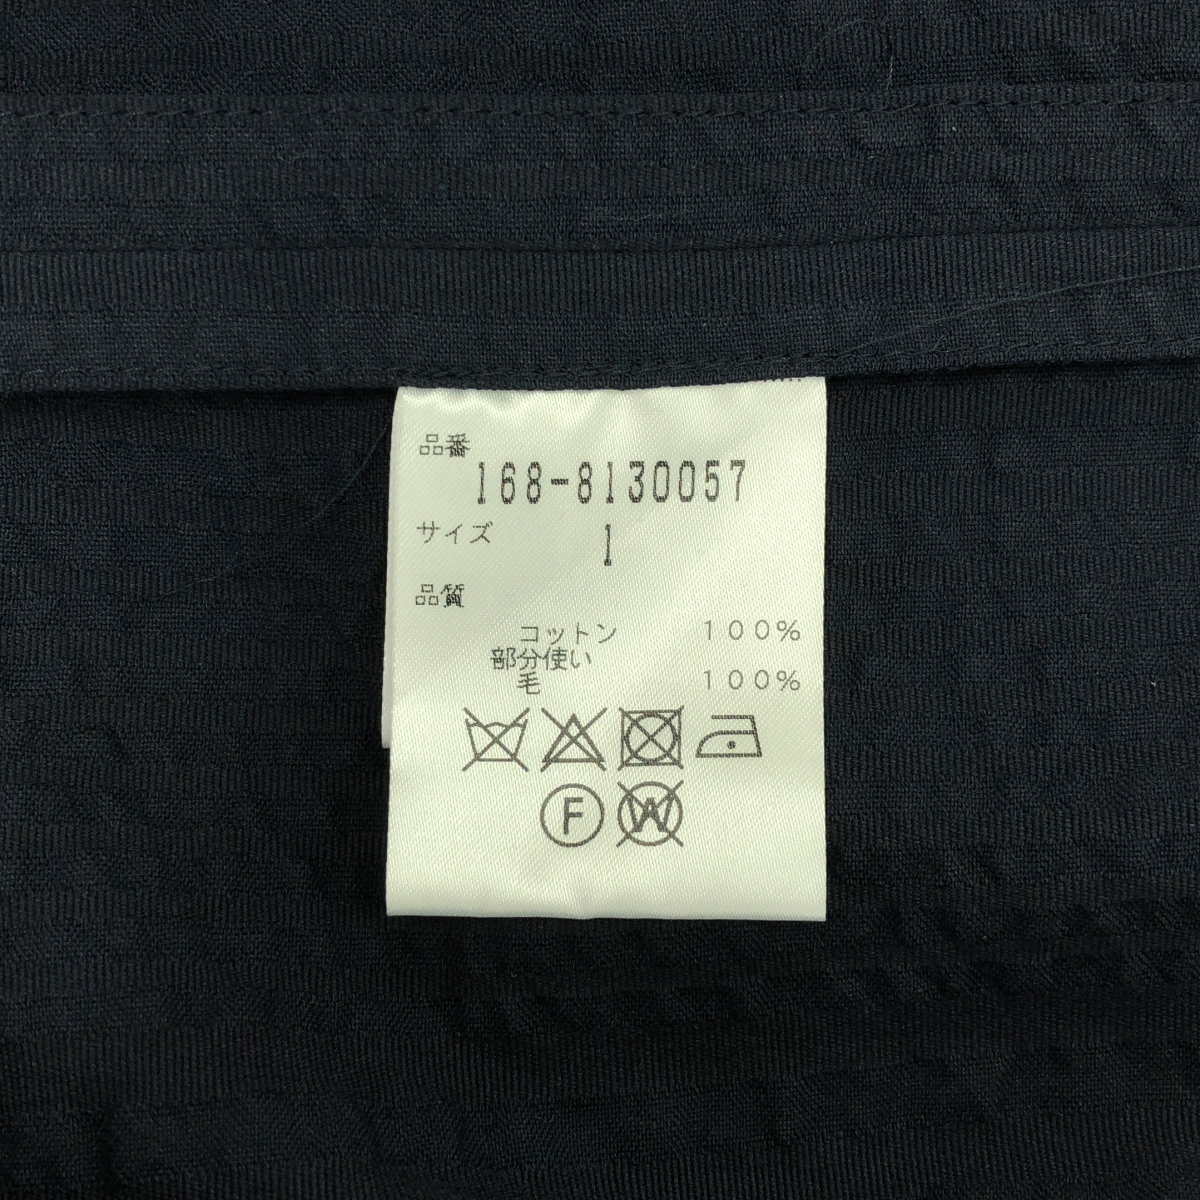 品番
168-8130057
サイズ
1
品質
コットン 100%
部分使い
毛 100%
F W